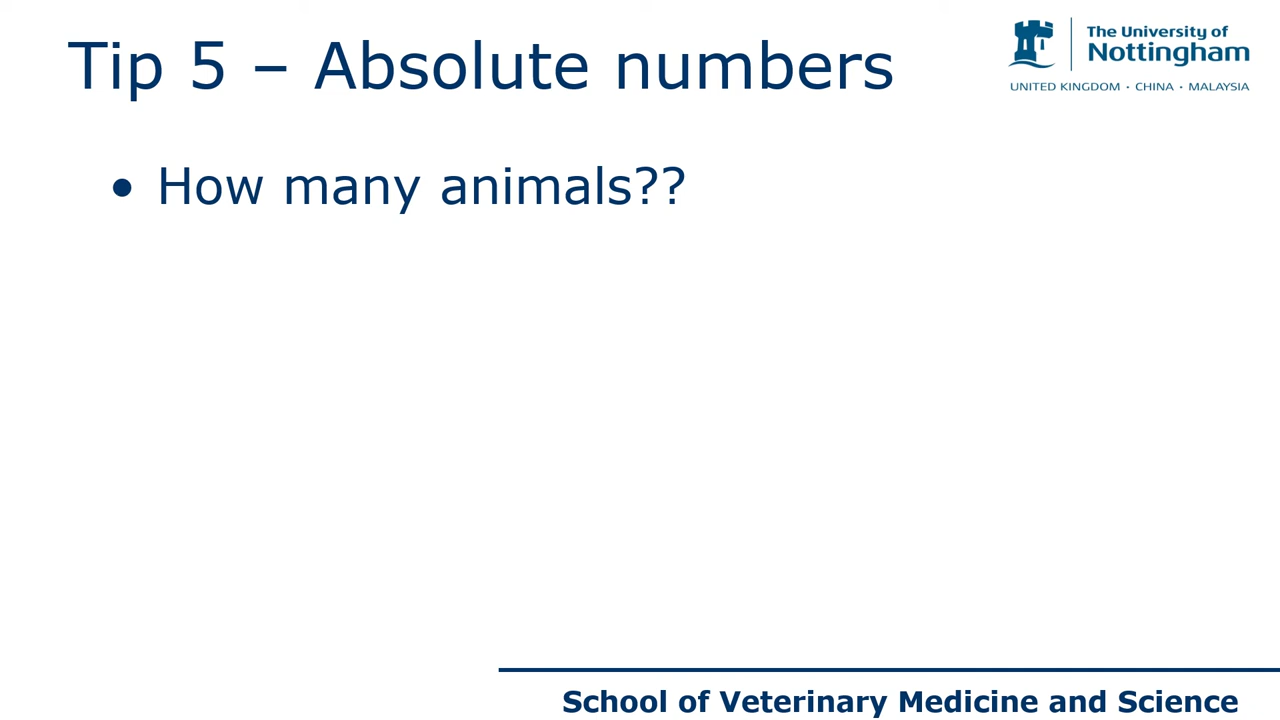 Tip 5 – Absolute numbers
The University of
Nottingham
UNITED KINGDOM · CHINA · MALAYSIA
• How many animals??
School of Veterinary Medicine and Science